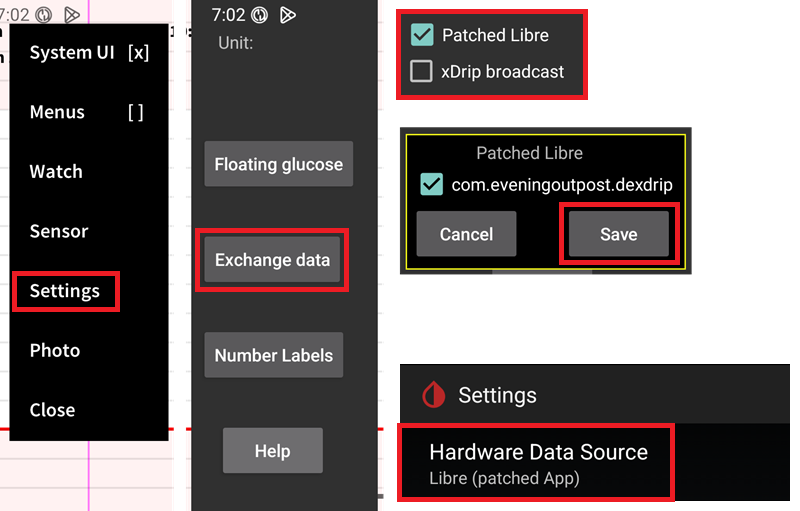 7:02
System UI [x]
Menus [ ]
Watch
Sensor
Settings
Photo
Close
7:02
Unit:
Floating glucose
Exchange data
Number Labels
Help
Patched Libre
xDrip broadcast
Patched Libre
com.eveningoutpost.dexdrip
Cancel
Save
Settings
Hardware Data Source
Libre (patched App)